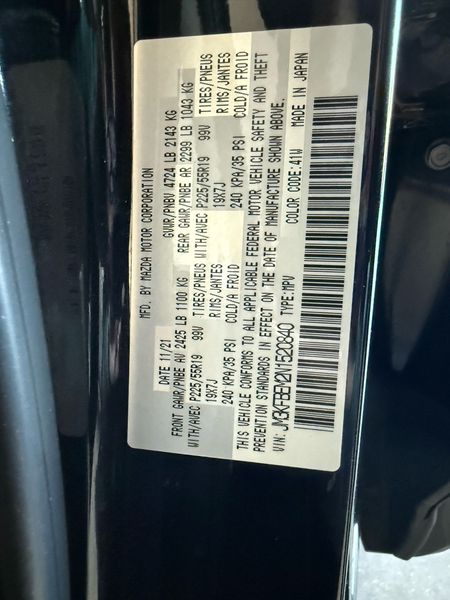 MFD. BY MAZDA MOTOR CORPORATION
DATE 11/21 GVWR/PNBV 4724 LB 2143 KG
FRONT GAWR/PNBE AV 2425 LB 1100 KG REAR GAWR/PNBE AR 2299 LB 1043 KG
WITH/AVEC P225/55R19 99V TIRES/PNEUS WITH/AVEC P225/55R19 99V TIRES/PNEUS
19X7J RIMS/JANTES 19X7J RIMS/JANTES
240 KPA/35 PSI COLD/A FROID 240 KPA/35 PSI COLD/A FROID
THIS VEHICLE CONFORMS TO ALL APPLICABLE FEDERAL MOTOR VEHICLE SAFETY AND THEFT
PREVENTION STANDARDS IN EFFECT ON THE DATE OF MANUFACTURE SHOWN ABOVE.
VIN: JM3KFBEM2N1520840 TYPE:MPV COLOR CODE:41W MADE IN JAPAN